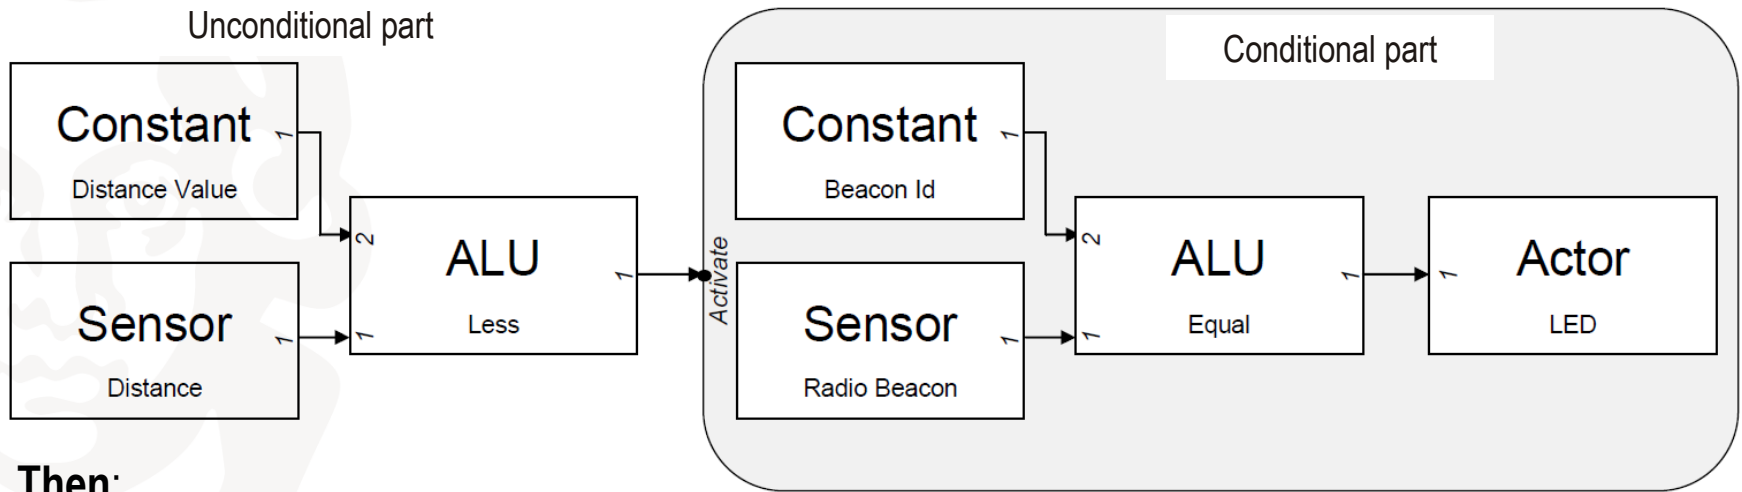 Unconditional part
Conditional part
Constant
1
Distance Value
Sensor
1
Distance
2
ALU
1
1
Less
Activate
Constant
1
Beacon Id
Sensor
1
Radio Beacon
2
ALU
1
1
Equal
1
Actor
LED
Then: